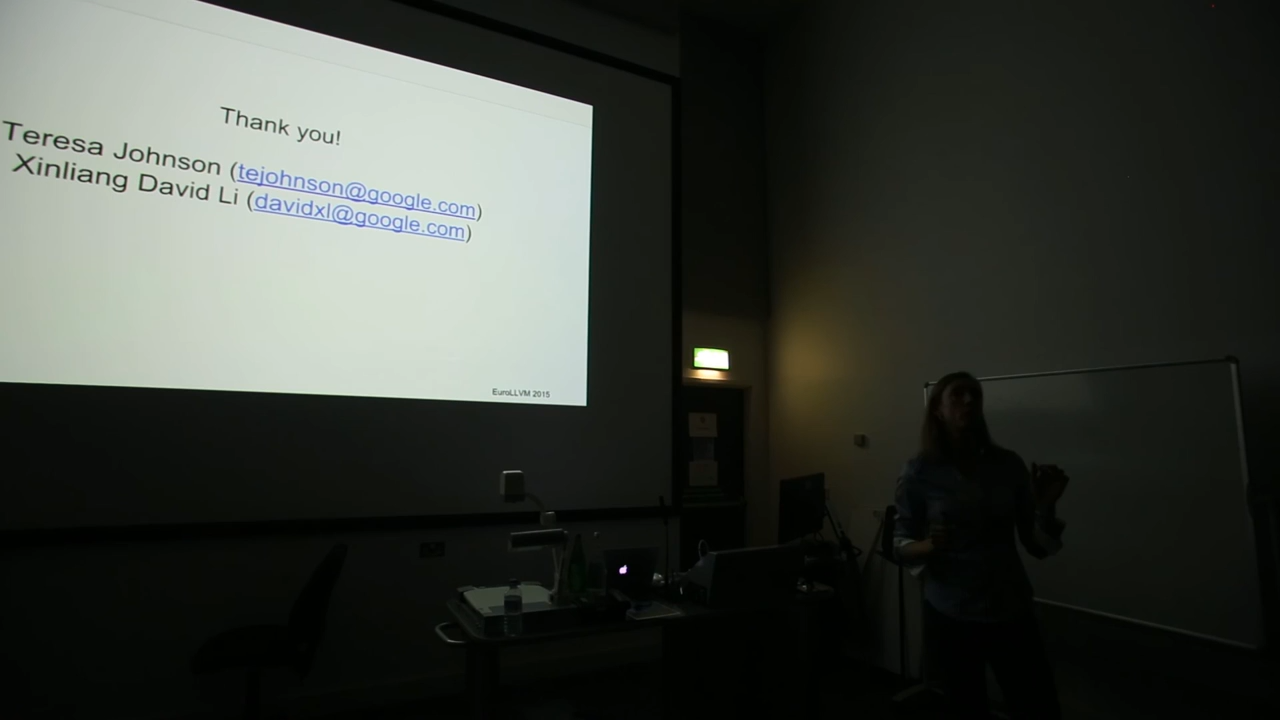 Thank you!
Teresa Johnson (tejohnson@google.com)
Xinliang David Li (davidxl@google.com)
EuroLLVM 2015